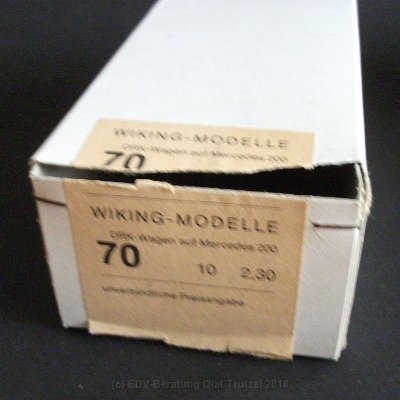 WIKING-MODELLE
DRK-Wagen auf Mercedes 200
70
WIKING-MODELLE
DRK-Wagen auf Mercedes 200
70 10 2,30
unverbindliche Preisangabe
(c) EDV-Beratung Olaf Trutzel 2018